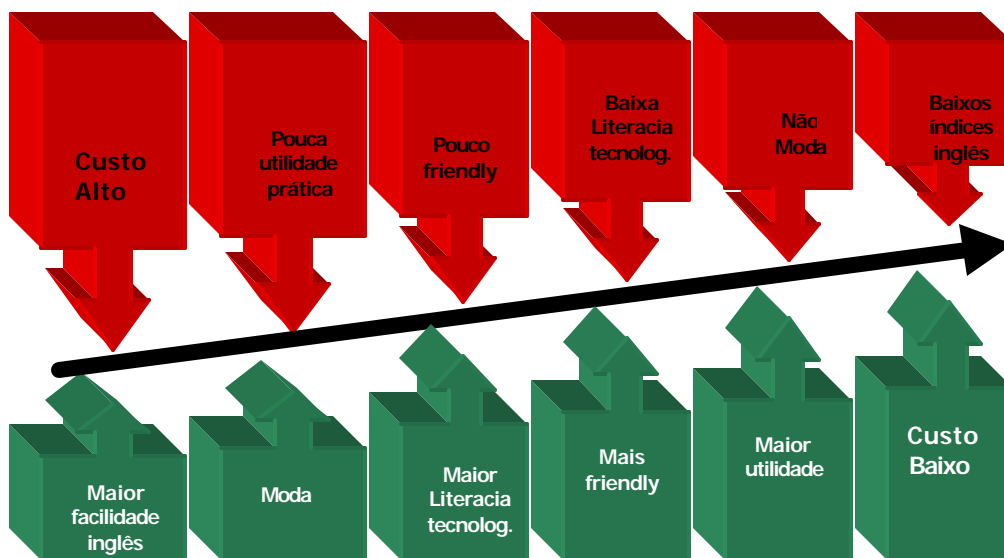 Custo
Alto
Pouca
utilidade
prática
Pouco
friendly
Baixa
Literacia
tecnolog.
Não
Moda
Baixos
índices
inglês
Maior
facilidade
inglês
Moda
Maior
Literacia
tecnolog.
Mais
friendly
Maior
utilidade
Custo
Baixo